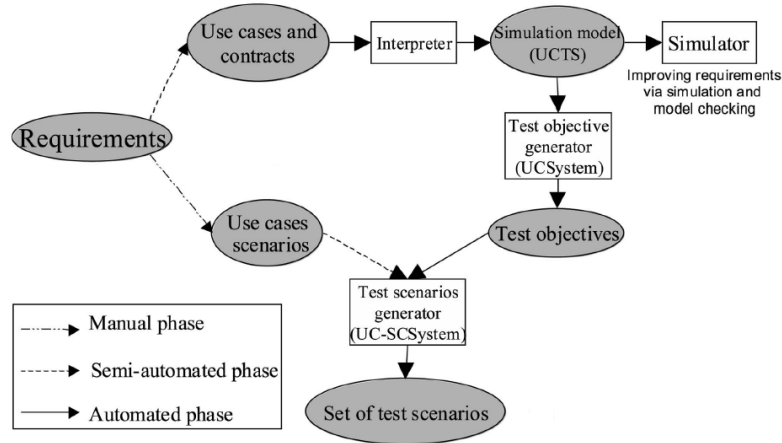 Use cases and
contracts
Interpreter
Simulation model
(UCTS)
Simulator
Improving requirements
via simulation and
model checking
Requirements
Test objective
generator
(UCSystem)
Use cases
scenarios
Test objectives
Test scenarios
generator
(UC-SCSystem)
Manual phase
Semi-automated phase
Automated phase
Set of test scenarios